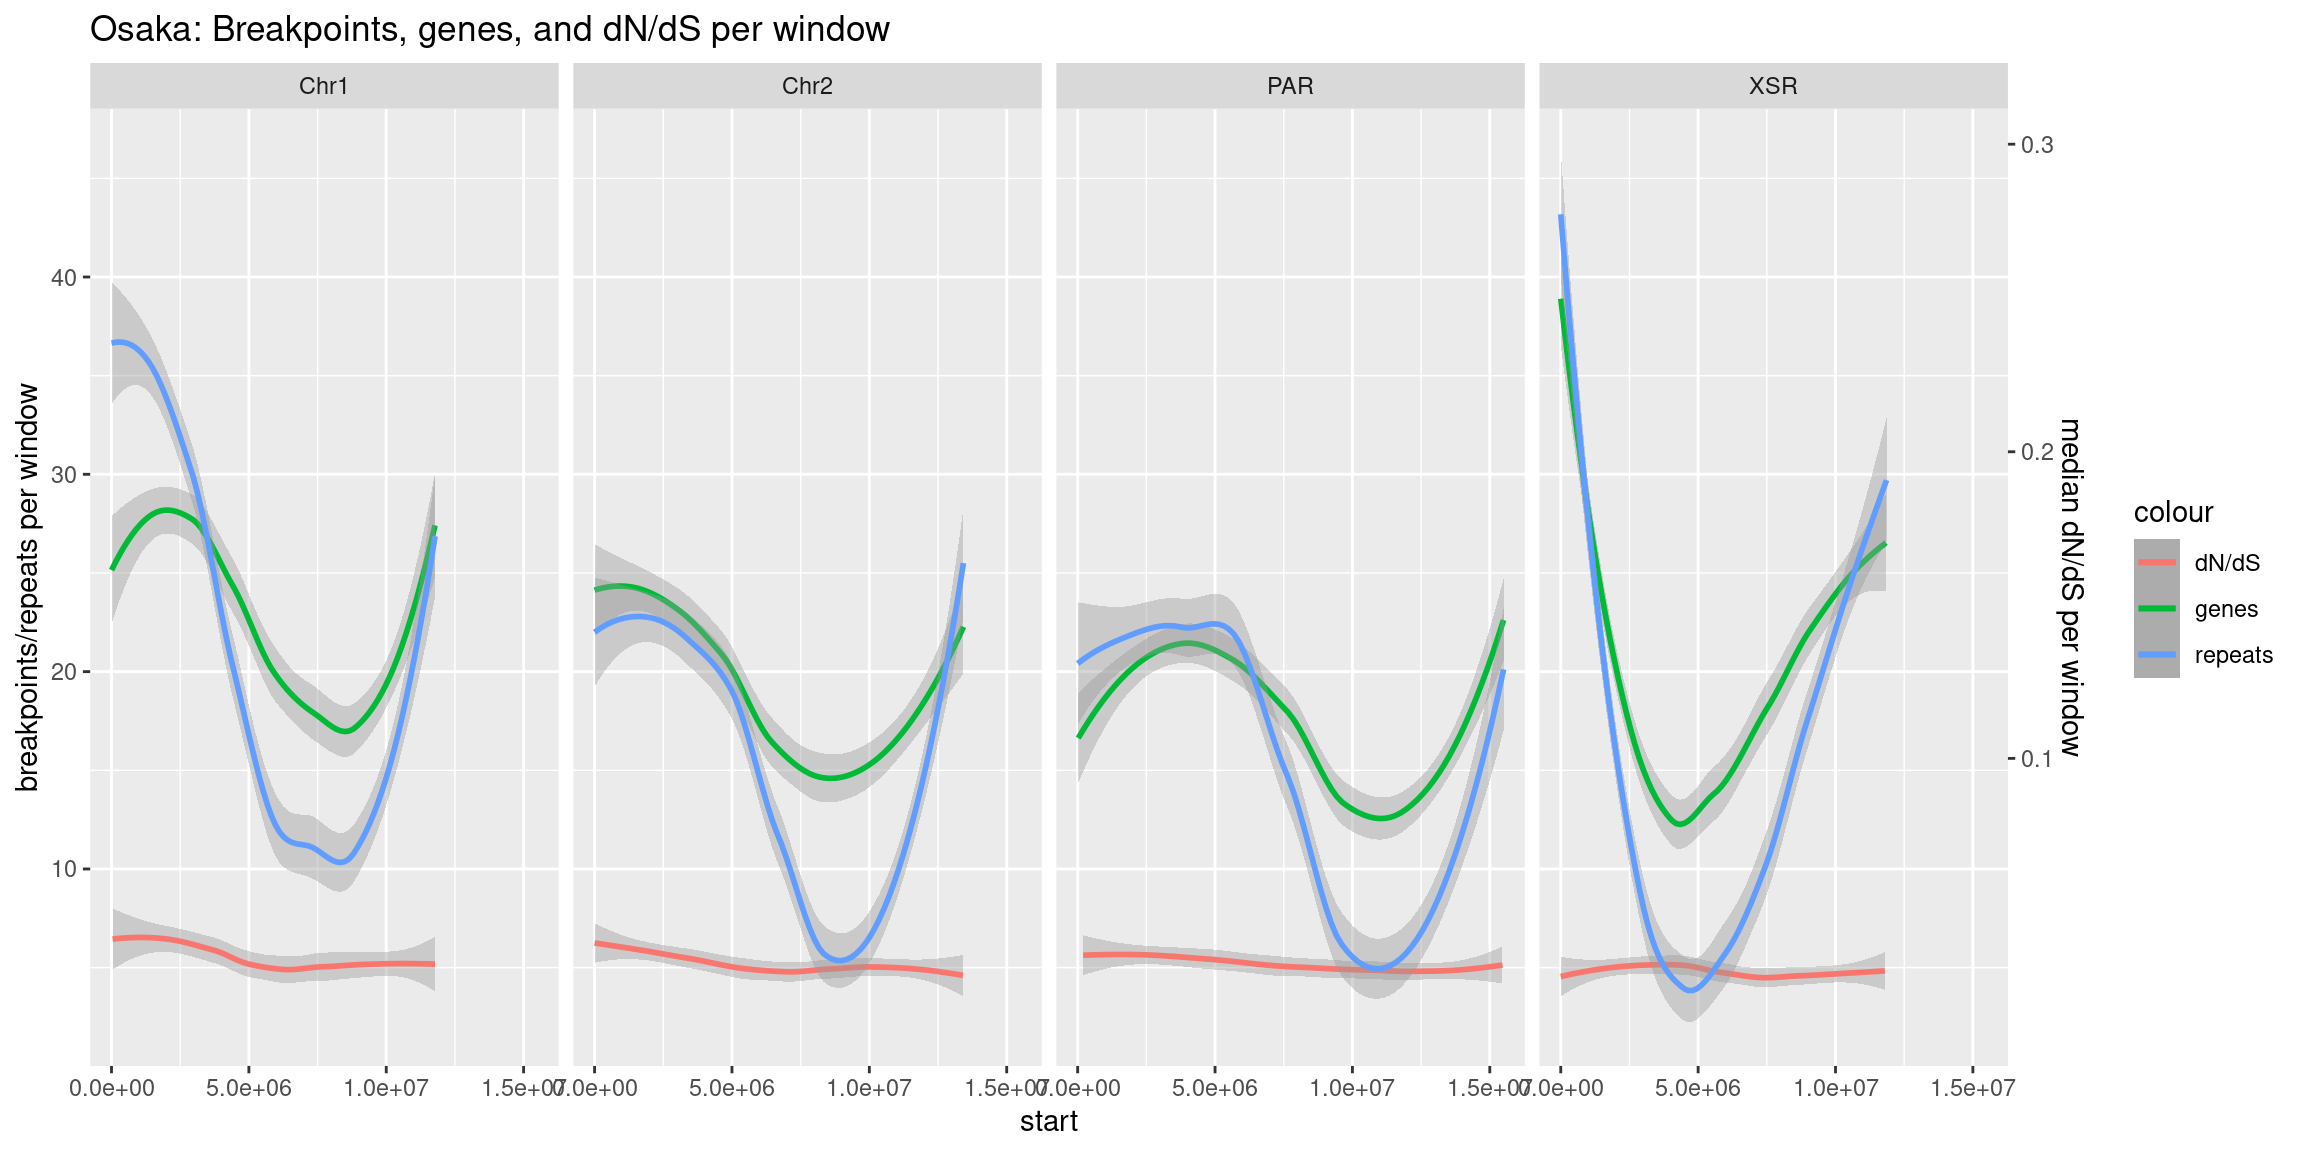 Osaka: Breakpoints, genes, and dN/dS per window
Chr1
Chr2
PAR
XSR
breakpoints/repeats per window
40
30
20
10
0.3
0.2
0.1
median dN/dS per window
0.0e+00 5.0e+06 1.0e+07 1.5e+07
0.0e+00 5.0e+06 1.0e+07 1.5e+07
0.0e+00 5.0e+06 1.0e+07 1.5e+07
0.0e+00 5.0e+06 1.0e+07 1.5e+07
start
colour
dN/dS
genes
repeats